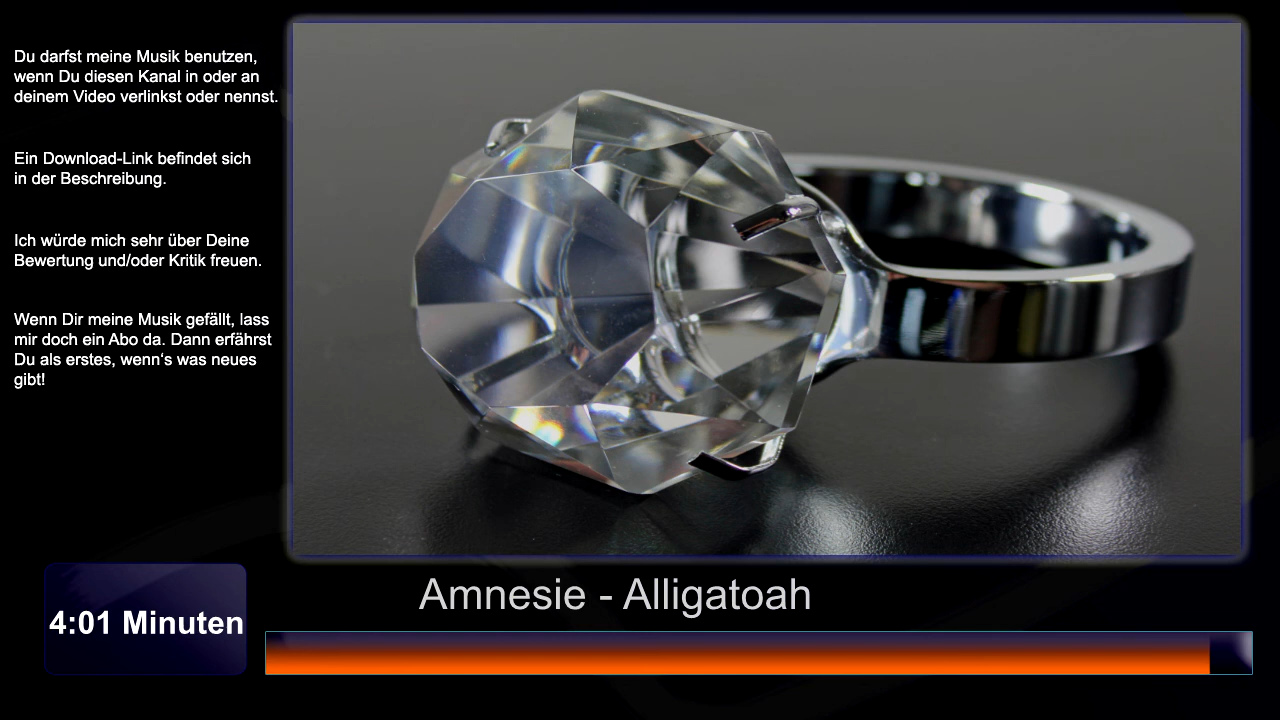 Du darfst meine Musik benutzen,
wenn Du diesen Kanal in oder an
deinem Video verlinkst oder nennst.
Ein Download-Link befindet sich
in der Beschreibung.
Ich würde mich sehr über Deine
Bewertung und/oder Kritik freuen.
Wenn Dir meine Musik gefällt, lass
mir doch ein Abo da. Dann erfährst
Du als erstes, wenn's was neues
gibt!
Amnesie - Alligatoah
4:01 Minuten